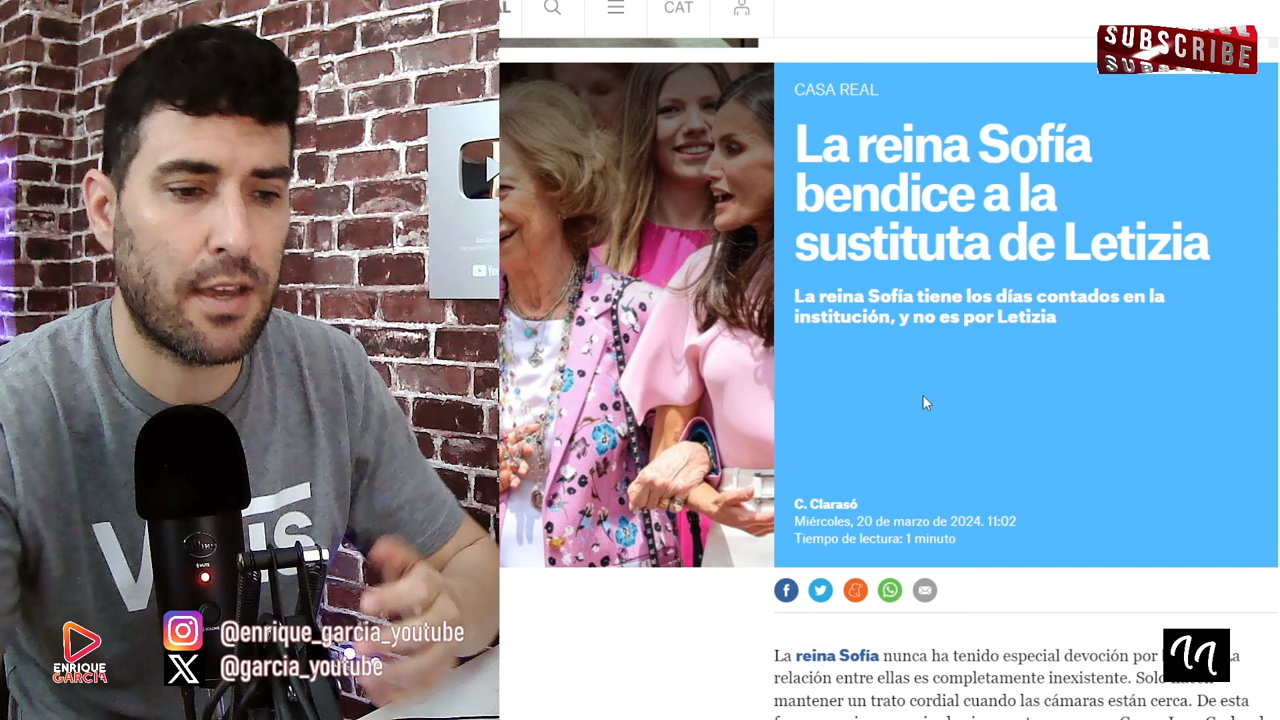 CAT
SUBSCRIBE
CASA REAL
La reina Sofía
bendice a la
sustituta de Letizia
La reina Sofía tiene los días contados en la
institución, y no es por Letizia
C. Clarasó
Miércoles, 20 de marzo de 2024. 11:02
Tiempo de lectura: 1 minuto
La reina Sofía nunca ha tenido especial devoción por
relación entre ellas es completamente inexistente. Solo
mantener un trato cordial cuando las cámaras están cerca. De esta
VANS
@enrique_garcia_youtube
@garcia_youtube
ENRIQUE
GARCIA